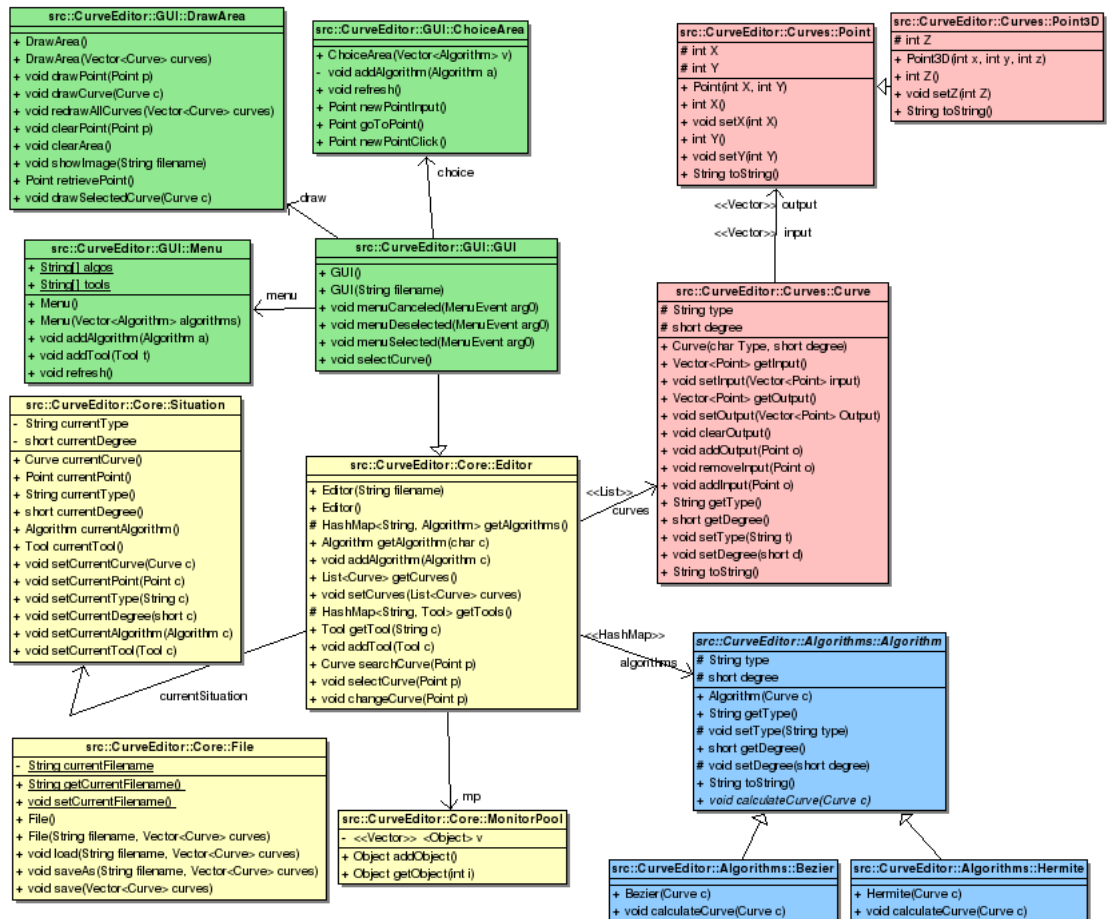 src::CurveEditor::GUI::DrawArea
+ DrawArea()
+ DrawArea(Vector<Curve> curves)
+ void drawPoint(Point p)
+ void drawCurve(Curve c)
+ void redrawAllCurves(Vector<Curve> curves)
+ void clearPoint(Point p)
+ void clearArea()
+ void showImage(String filename)
+ Point retrievePoint()
+ void drawSelectedCurve(Curve c)
src::CurveEditor::GUI::ChoiceArea
+ ChoiceArea(Vector<Algorithm> v)
- void addAlgorithm(Algorithm a)
+ void refresh()
+ Point newPointInput()
+ Point goToPoint()
+ Point newPointClick()
src::CurveEditor::Curves::Point
# int X
# int Y
+ Point(int X, int Y)
+ int X()
+ void setX(int X)
+ int Y()
+ void setY(int Y)
+ String toString()
src::CurveEditor::Curves::Point3D
# int Z
+ Point3D(int x, int y, int z)
+ int Z()
+ void setZ(int Z)
+ String toString()
choice
draw
menu
<<Vector>> output
<<Vector>> input
src::CurveEditor::GUI::Menu
+ String[] algos
+ String[] tools
+ Menu()
+ Menu(Vector<Algorithm> algorithms)
+ void addAlgorithm(Algorithm a)
+ void addTool(Tool t)
+ void refresh()
src::CurveEditor::GUI::GUI
+ GUI()
+ GUI(String filename)
+ void menuCanceled(MenuEvent arg0)
+ void menuDeselected(MenuEvent arg0)
+ void menuSelected(MenuEvent arg0)
+ void selectCurve()
src::CurveEditor::Curves::Curve
# String type
# short degree
+ Curve(char Type, short degree)
+ Vector<Point> getInput()
+ void setInput(Vector<Point> input)
+ Vector<Point> getOutput()
+ void setOutput(Vector<Point> Output)
+ void clearOutput()
+ void addOutput(Point o)
+ void removeInput(Point o)
+ void addInput(Point o)
+ String getType()
+ short getDegree()
+ void setType(String t)
+ void setDegree(short d)
+ String toString()
src::CurveEditor::Core::Situation
- String currentType
- short currentDegree
+ Curve currentCurve()
+ Point currentPoint()
+ String currentType()
+ short currentDegree()
+ Algorithm currentAlgorithm()
+ Tool currentTool()
+ void setCurrentCurve(Curve c)
+ void setCurrentPoint(Point c)
+ void setCurrentType(String c)
+ void setCurrentDegree(short c)
+ void setCurrentAlgorithm(Algorithm c)
+ void setCurrentTool(Tool c)
src::CurveEditor::Core::Editor
+ Editor(String filename)
+ Editor()
# HashMap<String, Algorithm> getAlgorithms()
+ Algorithm getAlgorithm(char c)
+ void addAlgorithm(Algorithm c)
+ List<Curve> getCurves()
+ void setCurves(List<Curve> curves)
# HashMap<String, Tool> getTools()
+ Tool getTool(String c)
+ void addTool(Tool c)
+ Curve searchCurve(Point p)
+ void selectCurve(Point p)
+ void changeCurve(Point p)
<<List>>
curves
<<HashMap>>
algorithms
currentSituation
mp
src::CurveEditor::Algorithms::Algorithm
# String type
# short degree
+ Algorithm(Curve c)
+ String getType()
# void setType(String type)
+ short getDegree()
# void setDegree(short degree)
+ String toString()
+ void calculateCurve(Curve c)
src::CurveEditor::Core::File
- String currentFilename
+ String getCurrentFilename()
+ void setCurrentFilename()
+ File()
+ File(String filename, Vector<Curve> curves)
+ void load(String filename, Vector<Curve> curves)
+ void saveAs(String filename, Vector<Curve> curves)
+ void save(Vector<Curve> curves)
src::CurveEditor::Core::MonitorPool
- <<Vector>> <Object> v
+ Object addObject()
+ Object getObject(int i)
src::CurveEditor::Algorithms::Bezier
+ Bezier(Curve c)
+ void calculateCurve(Curve c)
src::CurveEditor::Algorithms::Hermite
+ Hermite(Curve c)
+ void calculateCurve(Curve c)